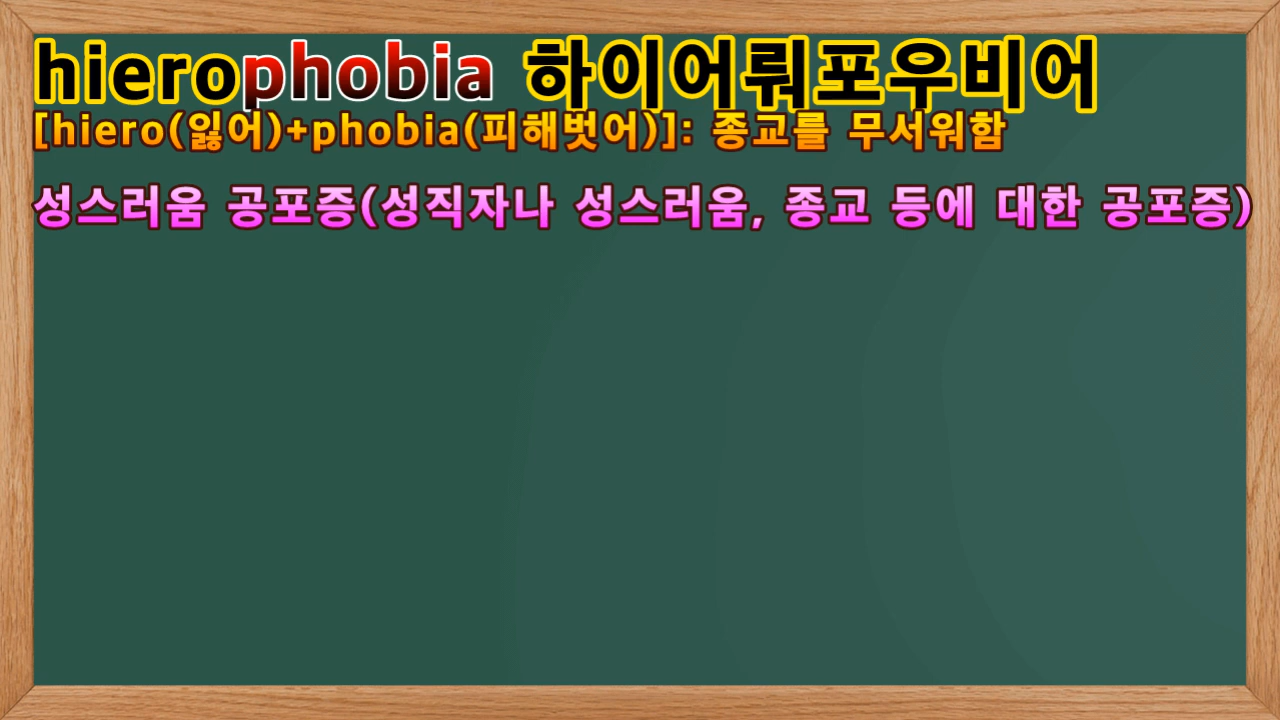 hierophobia 하이어뤄포우비어
[hiero(잃어)+phobia(피해벗어)]: 종교를 무서워함
성스러움 공포증(성직자나 성스러움, 종교 등에 대한 공포증)